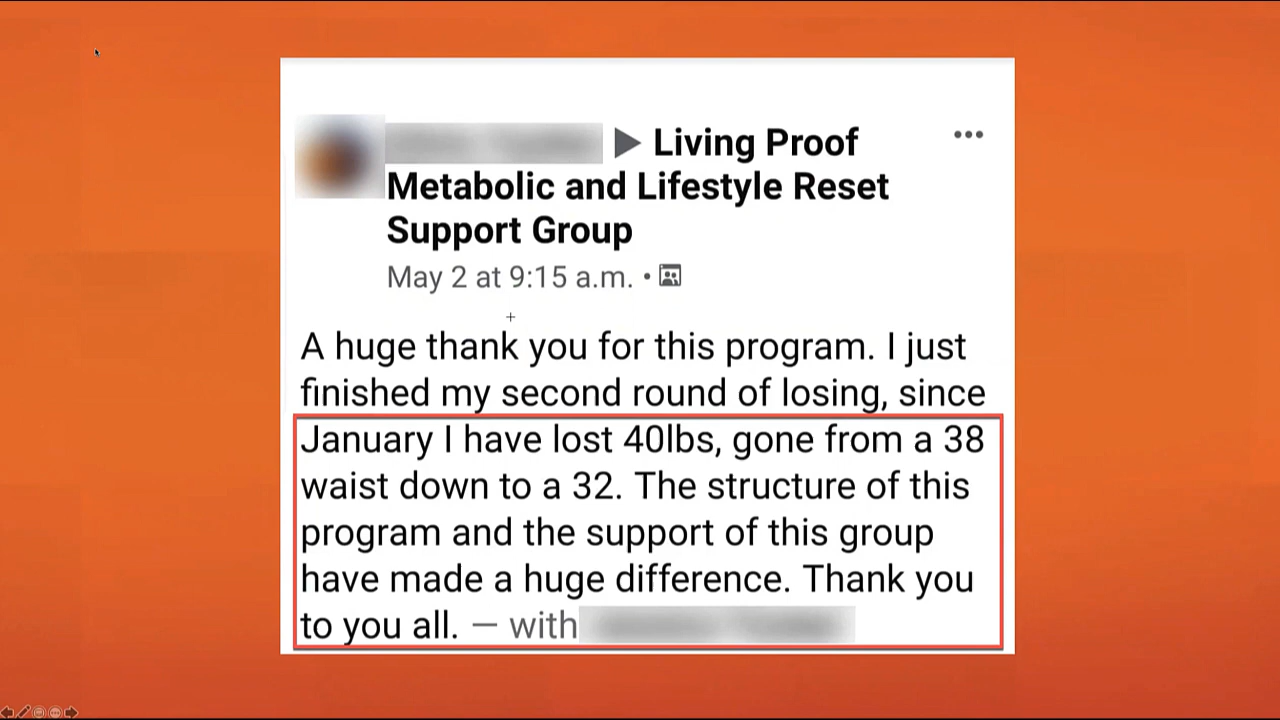 Living Proof
Metabolic and Lifestyle Reset
Support Group
May 2 at 9:15 a.m. •
A huge thank you for this program. I just
finished my second round of losing, since
January I have lost 40lbs, gone from a 38
waist down to a 32. The structure of this
program and the support of this group
have made a huge difference. Thank you
to you all. — with